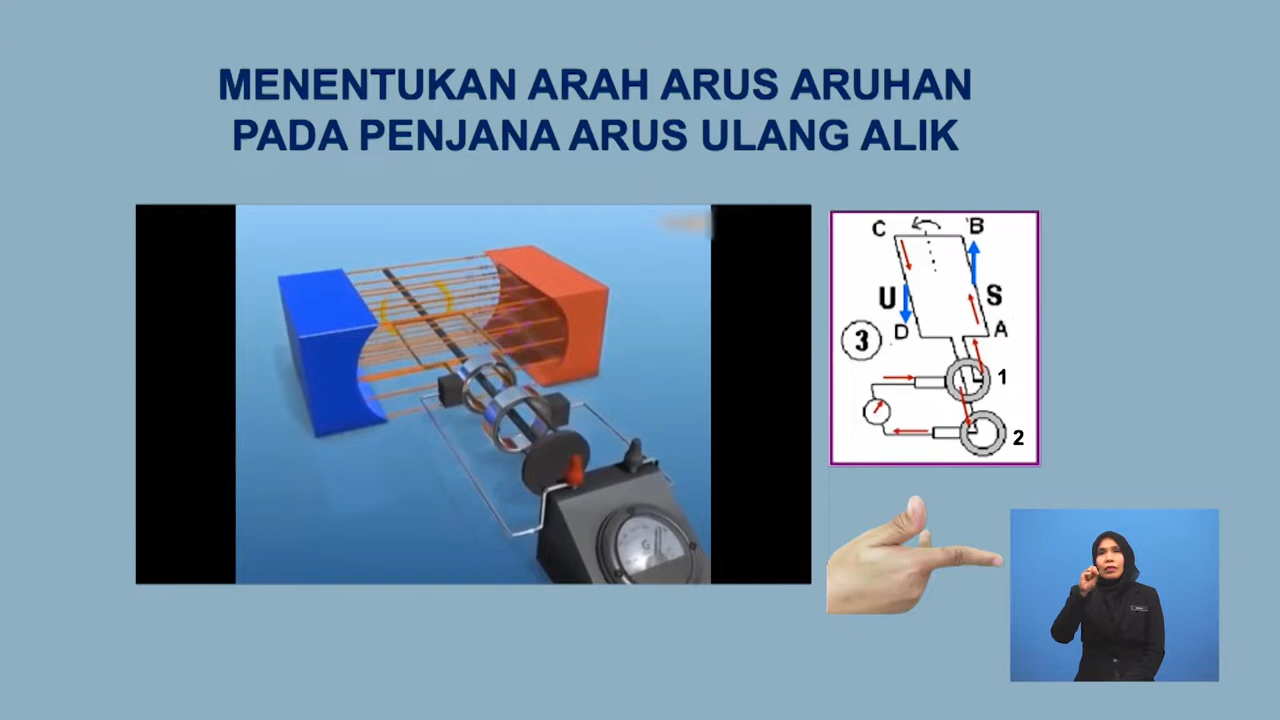 MENENTUKAN ARAH ARUS ARUHAN
PADA PENJANA ARUS ULANG ALIK
C B
U S
D A
3
1
2
G